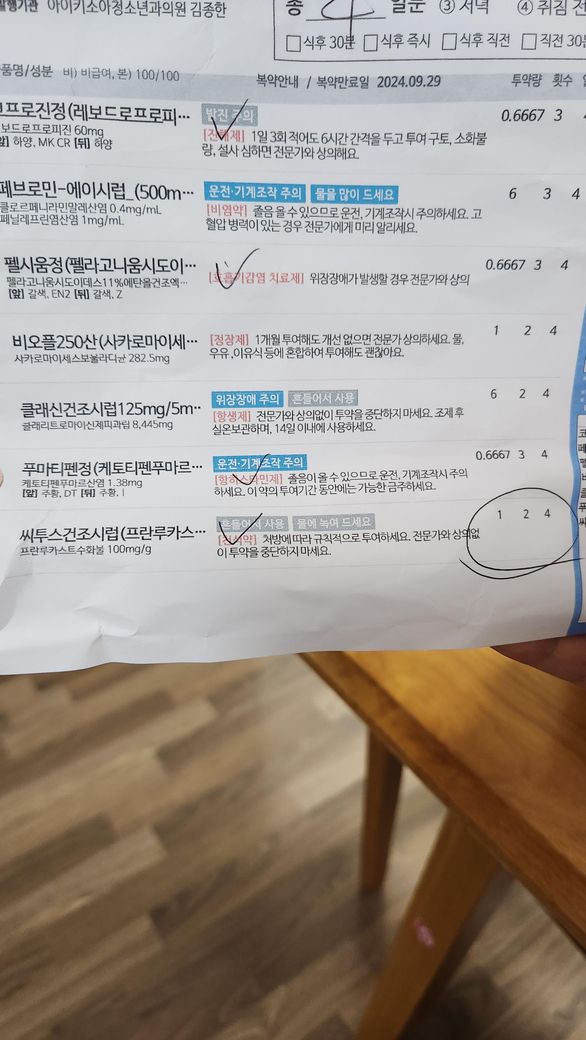 발행기관 아이키소아청소년과의원 김종한
총 4 일분 ③ 저녁 ④ 취침 전
식후 30분 식후 즉시 식후 직전 직전 30
품명/성분 비) 비급여, 본) 100/100 복약안내 / 복약만료일 2024.09.29 투약량 횟수
프로진정(레보드로프로피… 발진 주의 0.6667 3
보드로프로피진 60mg [진해제] 1일 3회 적어도 6시간 간격을 두고 투여 구토, 소화불
앞] 하양, MK CR [뒤] 하양 량, 설사 심하면 전문가와 상의해요.
페브로민-에이시럽_(500m… 운전·기계조작 주의 물을 많이 드세요 6 3 4
클로르페니라민말레산염 0.4mg/mL [비염약] 졸음 올 수 있으므로 운전, 기계조작시 주의하세요. 고
페닐레프린염산염 1mg/mL 혈압 병력이 있는 경우 전문가에게 미리 알리세요.
펠시움정(펠라고니움시도이… 0.6667 3 4
펠라고니움시도이데스11%에탄올건조엑… [호흡기감염 치료제] 위장장애가 발생할 경우 전문가와 상의
[앞] 갈색, EN2 [뒤] 갈색, Z
비오플250산(사카로마이세… [정장제] 1개월 투여해도 개선 없으면 전문가 상의하세요. 물, 1 2 4
사카로마이세스보울라디균 282.5mg 우유 ,이유식 등에 혼합하여 투여해도 괜찮아요.
클래신건조시럽125mg/5m… 위장장애 주의 흔들어서 사용 6 2 4
클래리트로마이신제피과립 8,445mg [항생제] 전문가와 상의없이 투약을 중단하지 마세요. 조제 후
실온보관하며, 14일 이내에 사용하세요.
푸마티펜정(케토티펜푸마르… 운전·기계조작 주의 0.6667 3 4
케토티펜푸마르산염 1.38mg [항히스타민제] 졸음이 올 수 있으므로 운전, 기계조작시 주의
[앞] 주황, DT [뒤] 주황, | 하세요. 이 약의 투여기간 동안에는 가능한 금주하세요.
씨투스건조시럽(프란루카스… 흔들어서 사용 물에 녹여 드세요 1 2 4
프란루카스트수화물 100mg/g [천식약] 처방에 따라 규칙적으로 투여하세요. 전문가와 상의없
이 투약을 중단하지 마세요.